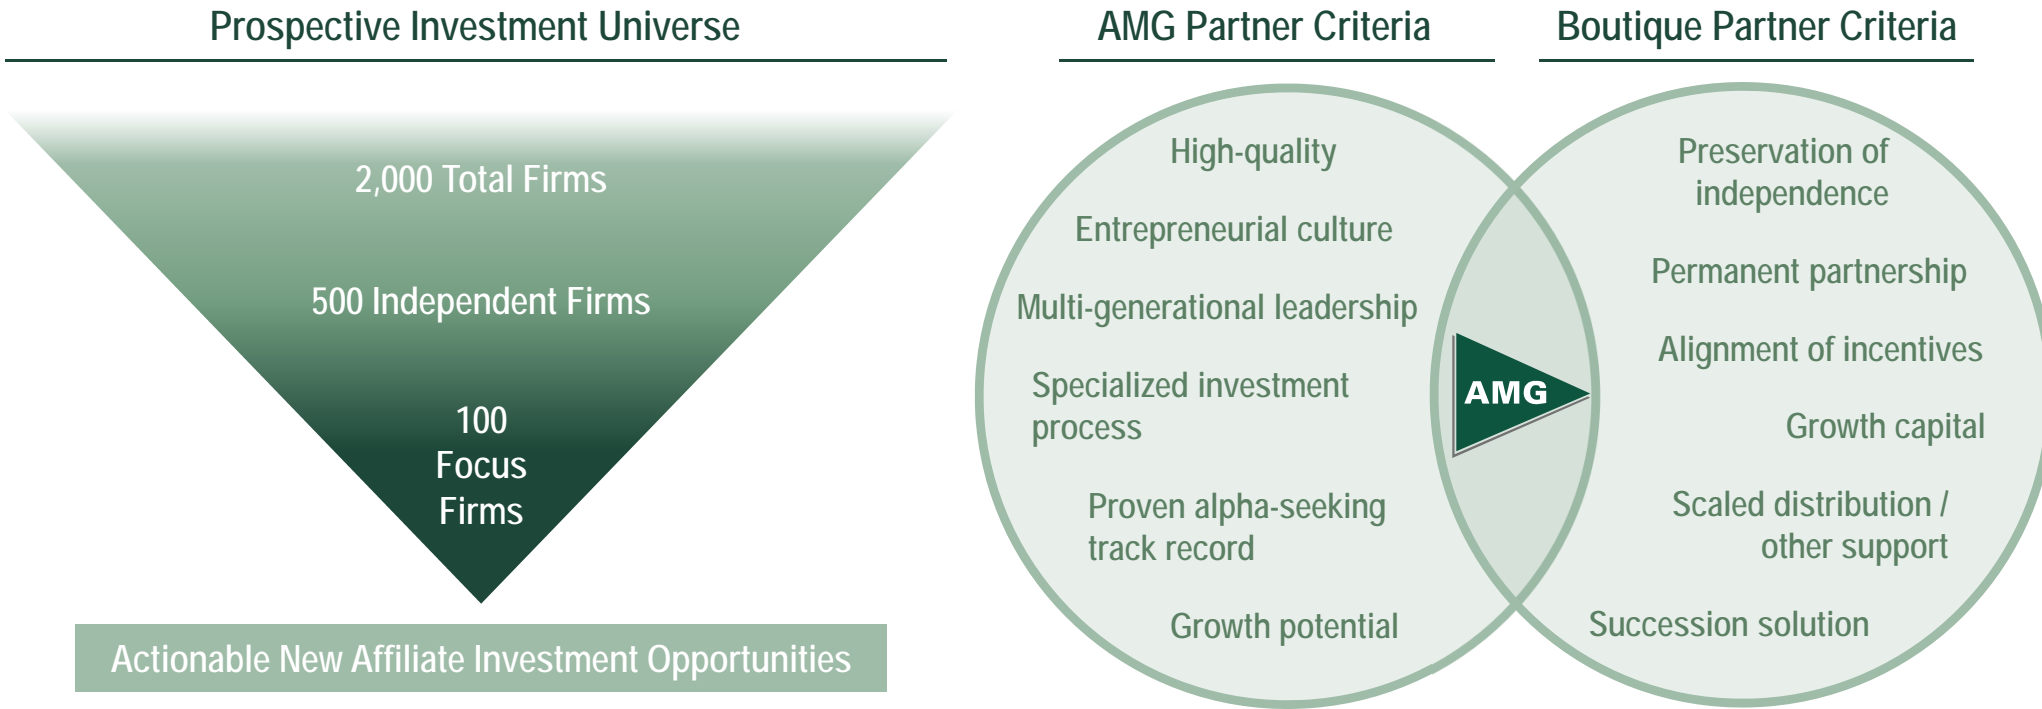 Prospective Investment Universe
2,000 Total Firms
500 Independent Firms
100
Focus
Firms
Actionable New Affiliate Investment Opportunities
AMG Partner Criteria
High-quality
Entrepreneurial culture
Multi-generational leadership
Specialized investment
process
Proven alpha-seeking
track record
Growth potential
AMG
Boutique Partner Criteria
Preservation of
independence
Permanent partnership
Alignment of incentives
Growth capital
Scaled distribution /
other support
Succession solution